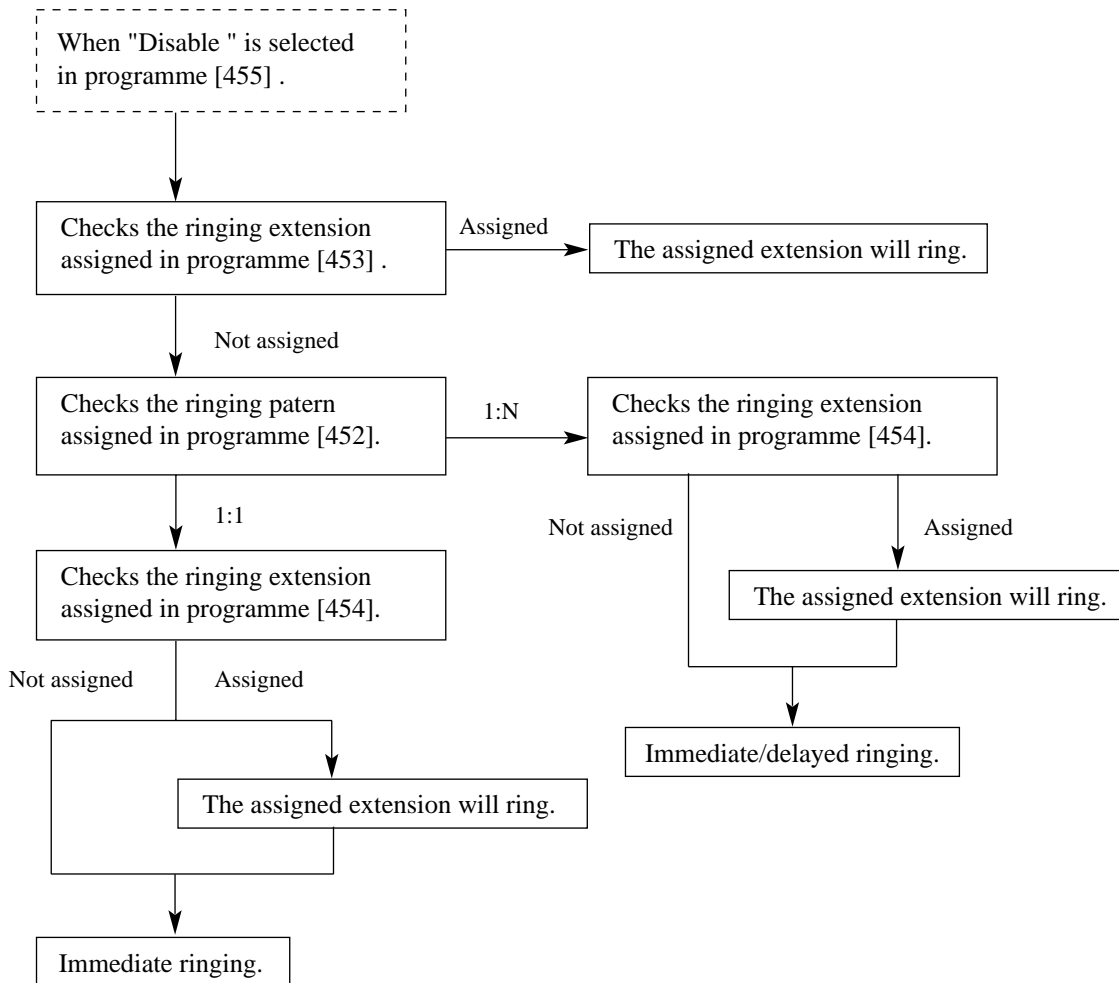 When "Disable " is selected
in programme [455] .
Checks the ringing extension
assigned in programme [453] .
Assigned
The assigned extension will ring.
Not assigned
Checks the ringing patern
assigned in programme [452].
1:N
Checks the ringing extension
assigned in programme [454].
1:1
Not assigned
Assigned
Checks the ringing extension
assigned in programme [454].
The assigned extension will ring.
Not assigned
Assigned
Immediate/delayed ringing.
The assigned extension will ring.
Immediate ringing.